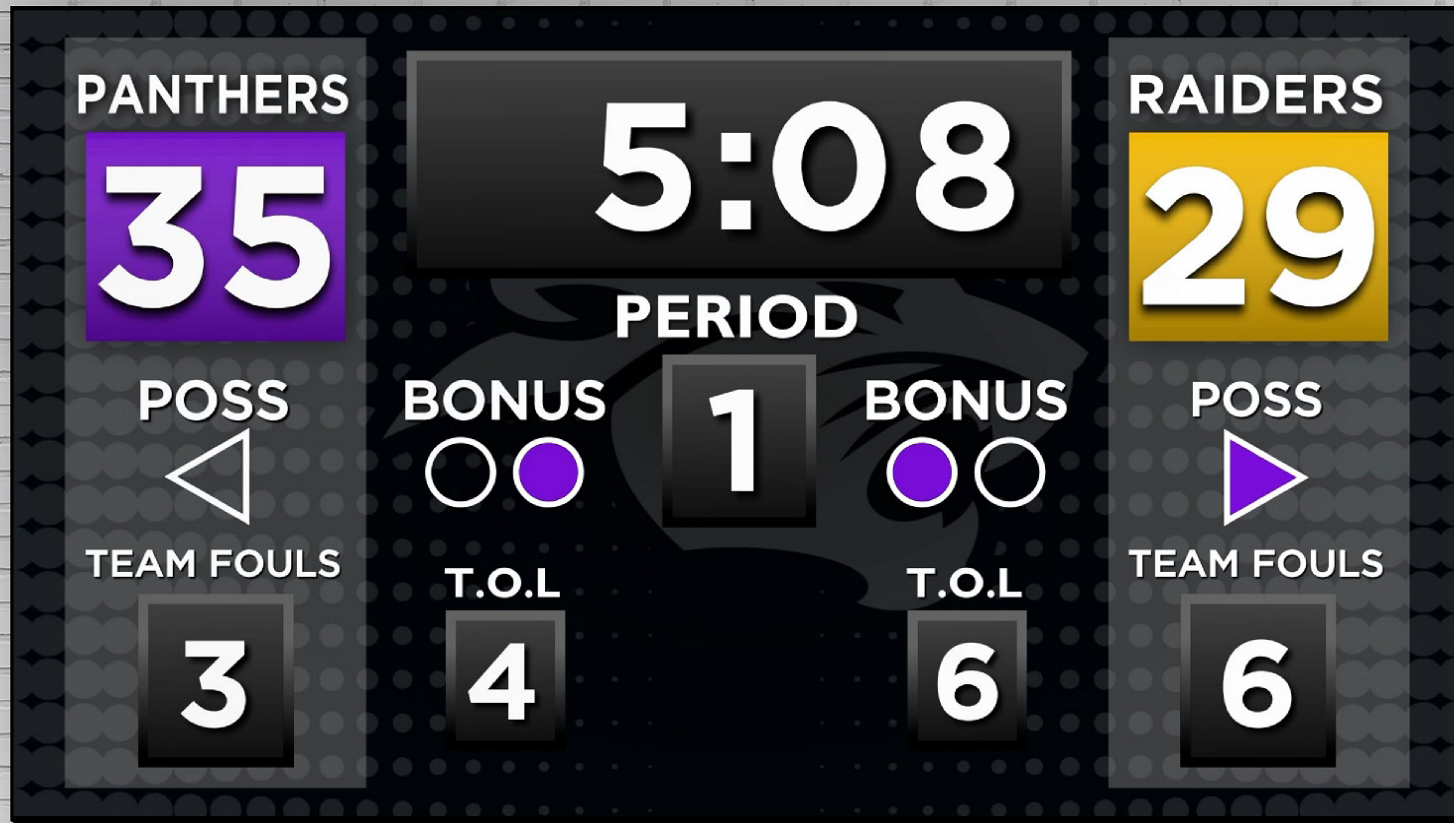 PANTHERS
35
5:08
RAIDERS
29
PERIOD
1
POSS
BONUS
BONUS
POSS
TEAM FOULS
3
T.O.L
4
T.O.L
6
TEAM FOULS
6